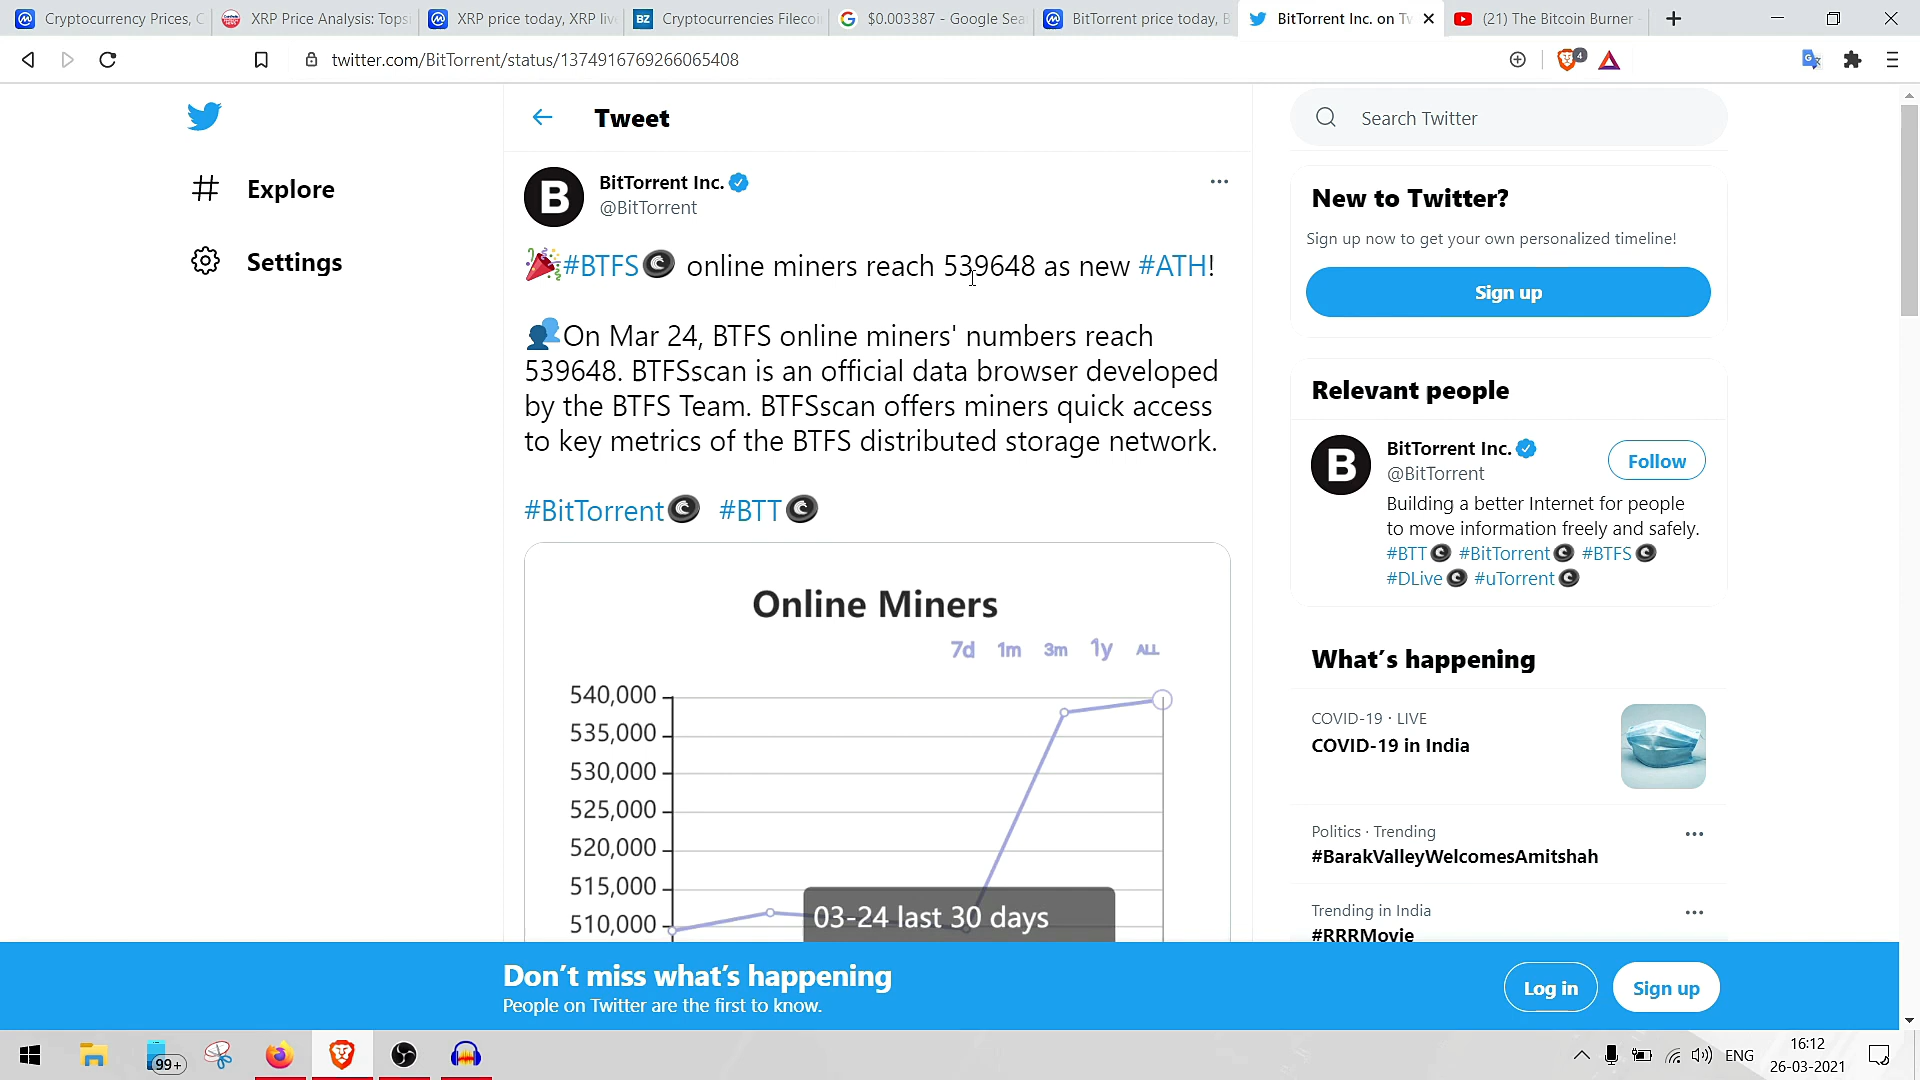 Cryptocurrency Prices, C
XRP Price Analysis: Tops
XRP price today, XRP live
BZ Cryptocurrencies Filecoi
$0.003387 - Google Sea
BitTorrent price today, B
BitTorrent Inc. on Tw
(21) The Bitcoin Burner -
twitter.com/BitTorrent/status/1374916769266065408
4
Explore
Settings
Tweet
B BitTorrent Inc.
@BitTorrent
#BTFS online miners reach 539648 as new #ATH!
On Mar 24, BTFS online miners' numbers reach
539648. BTFSscan is an official data browser developed
by the BTFS Team. BTFSscan offers miners quick access
to key metrics of the BTFS distributed storage network.
#BitTorrent #BTT
Online Miners
7d 1m 3m 1y ALL
540,000
535,000
530,000
525,000
520,000
515,000
510,000
03-24 last 30 days
Search Twitter
New to Twitter?
Sign up now to get your own personalized timeline!
Sign up
Relevant people
B BitTorrent Inc.
@BitTorrent
Follow
Building a better Internet for people
to move information freely and safely.
#BTT #BitTorrent #BTFS
#DLive #uTorrent
What's happening
COVID-19 · LIVE
COVID-19 in India
Politics · Trending
#BarakValleyWelcomesAmitshah
Trending in India
#RRRMovie
Don't miss what's happening
People on Twitter are the first to know.
Log in
Sign up
99+
ENG
16:12
26-03-2021